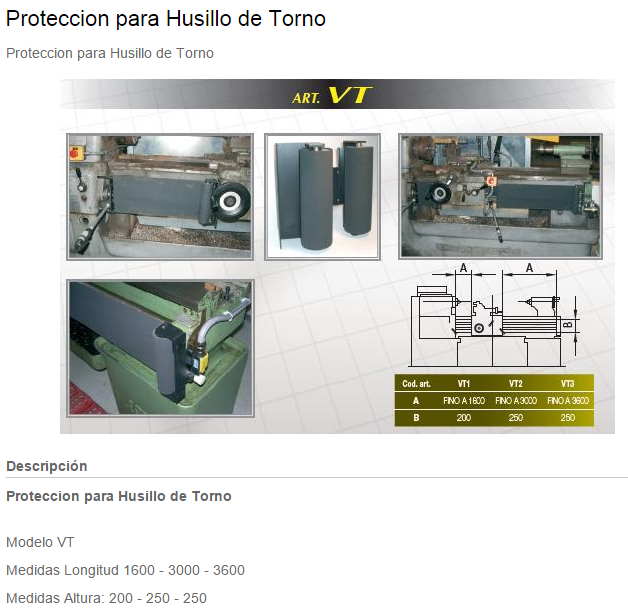 Proteccion para Husillo de Torno
Proteccion para Husillo de Torno
ART. VT
A A
B
Cod. art. VT1 VT2 VT3
A FINO A 1600 FINO A 3000 FINO A 3600
B 200 250 250
Descripción
Proteccion para Husillo de Torno
Modelo VT
Medidas Longitud 1600 - 3000 - 3600
Medidas Altura: 200 - 250 - 250